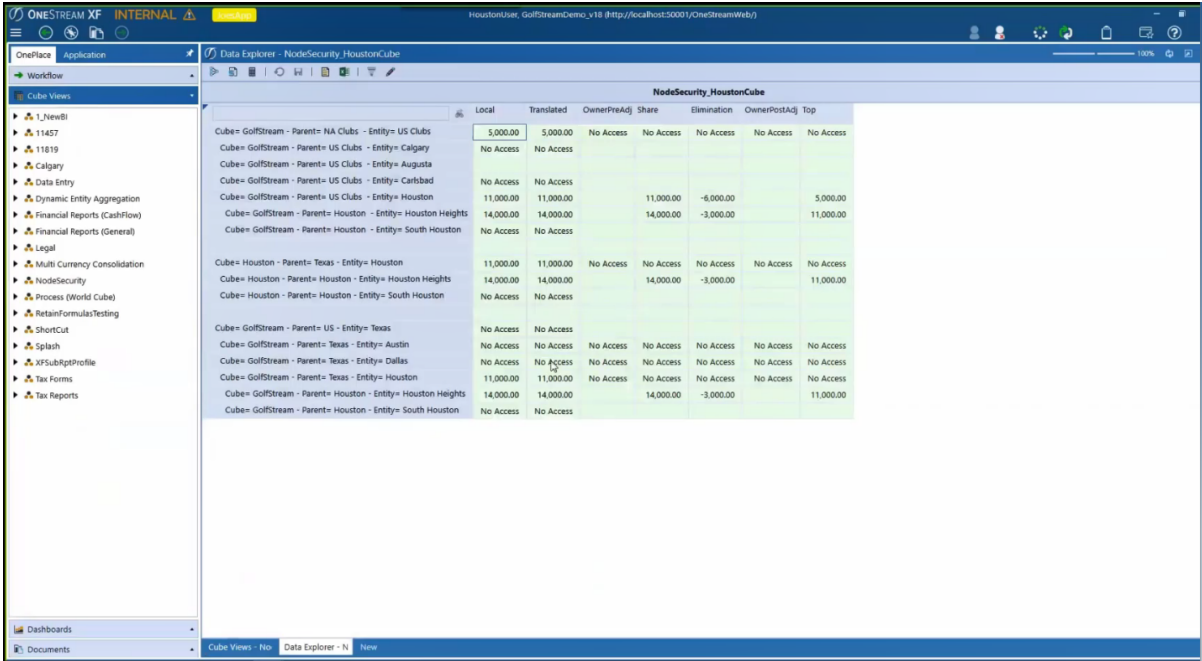 ONESTREAM XF INTERNAL
HoustonUser, GolfStreamDemo_v18 (http://localhost:50001/OneStreamWeb/)
OnePlace Application
Data Explorer - NodeSecurity_HoustonCube
100%
Workflow
Cube Views
1_NewBI
11457
11819
Calgary
Data Entry
Dynamic Entity Aggregation
Financial Reports (CashFlow)
Financial Reports (General)
Legal
Multi Currency Consolidation
NodeSecurity
Process (World Cube)
RetainFormulasTesting
ShortCut
Splash
XFSubRptProfile
Tax Forms
Tax Reports
Dashboards
Documents
NodeSecurity_HoustonCube
Local Translated OwnerPreAdj Share Elimination OwnerPostAdj Top
Cube= GolfStream - Parent= NA Clubs - Entity= US Clubs 5,000.00 5,000.00 No Access No Access No Access No Access No Access
Cube= GolfStream - Parent= US Clubs - Entity= Calgary No Access No Access
Cube= GolfStream - Parent= US Clubs - Entity= Augusta
Cube= GolfStream - Parent= US Clubs - Entity= Carlsbad No Access No Access
Cube= GolfStream - Parent= US Clubs - Entity= Houston 11,000.00 11,000.00 11,000.00 -6,000.00 5,000.00
Cube= GolfStream - Parent= Houston - Entity= Houston Heights 14,000.00 14,000.00 14,000.00 -3,000.00 11,000.00
Cube= GolfStream - Parent= Houston - Entity= South Houston No Access No Access
Cube= Houston - Parent= Texas - Entity= Houston 11,000.00 11,000.00 No Access No Access No Access No Access No Access
Cube= Houston - Parent= Houston - Entity= Houston Heights 14,000.00 14,000.00 14,000.00 -3,000.00 11,000.00
Cube= Houston - Parent= Houston - Entity= South Houston No Access No Access
Cube= GolfStream - Parent= US - Entity= Texas No Access No Access
Cube= GolfStream - Parent= Texas - Entity= Austin No Access No Access No Access No Access No Access No Access No Access
Cube= GolfStream - Parent= Texas - Entity= Dallas No Access No Access No Access No Access No Access No Access No Access
Cube= GolfStream - Parent= Texas - Entity= Houston 11,000.00 11,000.00 No Access No Access No Access No Access No Access
Cube= GolfStream - Parent= Houston - Entity= Houston Heights 14,000.00 14,000.00 14,000.00 -3,000.00 11,000.00
Cube= GolfStream - Parent= Houston - Entity= South Houston No Access No Access
Cube Views - No Data Explorer - N New